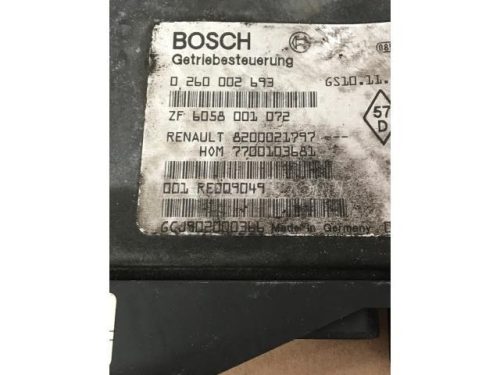 BOSCH
Getriebesteuerung
0 260 002 693 GS10.11.
ZF 6058 001 072
RENAULT 8200021797 ---
HOM 7700103681
57
D
001 RE009049
GCJ902000366 Made in Germany